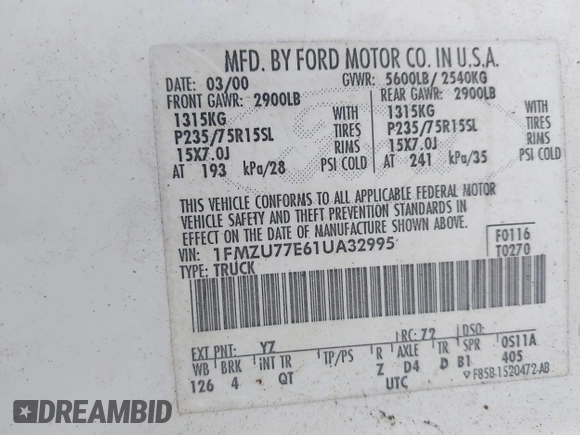 MFD. BY FORD MOTOR CO. IN U.S.A.
DATE: 03/00 GVWR: 5600LB/ 2540KG
FRONT GAWR: 2900LB REAR GAWR: 2900LB
1315KG WITH 1315KG WITH
P235/75R15SL TIRES P235/75R15SL TIRES
15X7.0J RIMS 15X7.0J RIMS
AT 193 kPa/28 PSI COLD AT 241 kPa/35 PSI COLD
THIS VEHICLE CONFORMS TO ALL APPLICABLE FEDERAL MOTOR
VEHICLE SAFETY AND THEFT PREVENTION STANDARDS IN
EFFECT ON THE DATE OF MANUFACTURE SHOWN ABOVE.
VIN: 1FMZU77E61UA32995 F0116
TYPE: TRUCK T0270
EXT PNT: YZ RC: 72 DSO:
WB BRK INT TR TP/PS R AXLE TR SPR OS11A
126 4 QT Z D4 D B1 405
UTC ▽ F85B-1520472-AB
DREAMBID